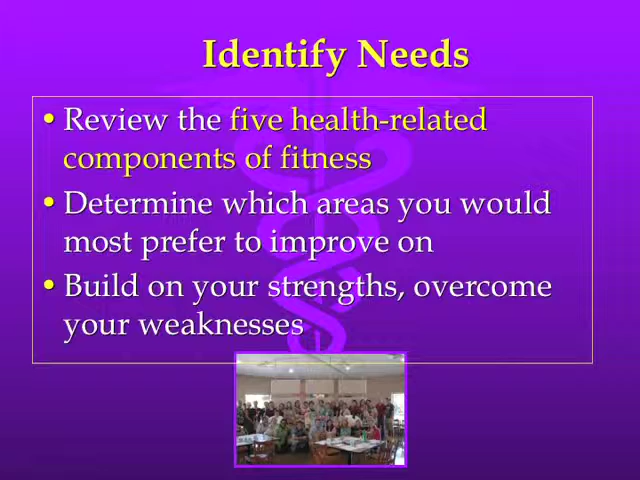 Identify Needs
• Review the five health-related
components of fitness
• Determine which areas you would
most prefer to improve on
• Build on your strengths, overcome
your weaknesses